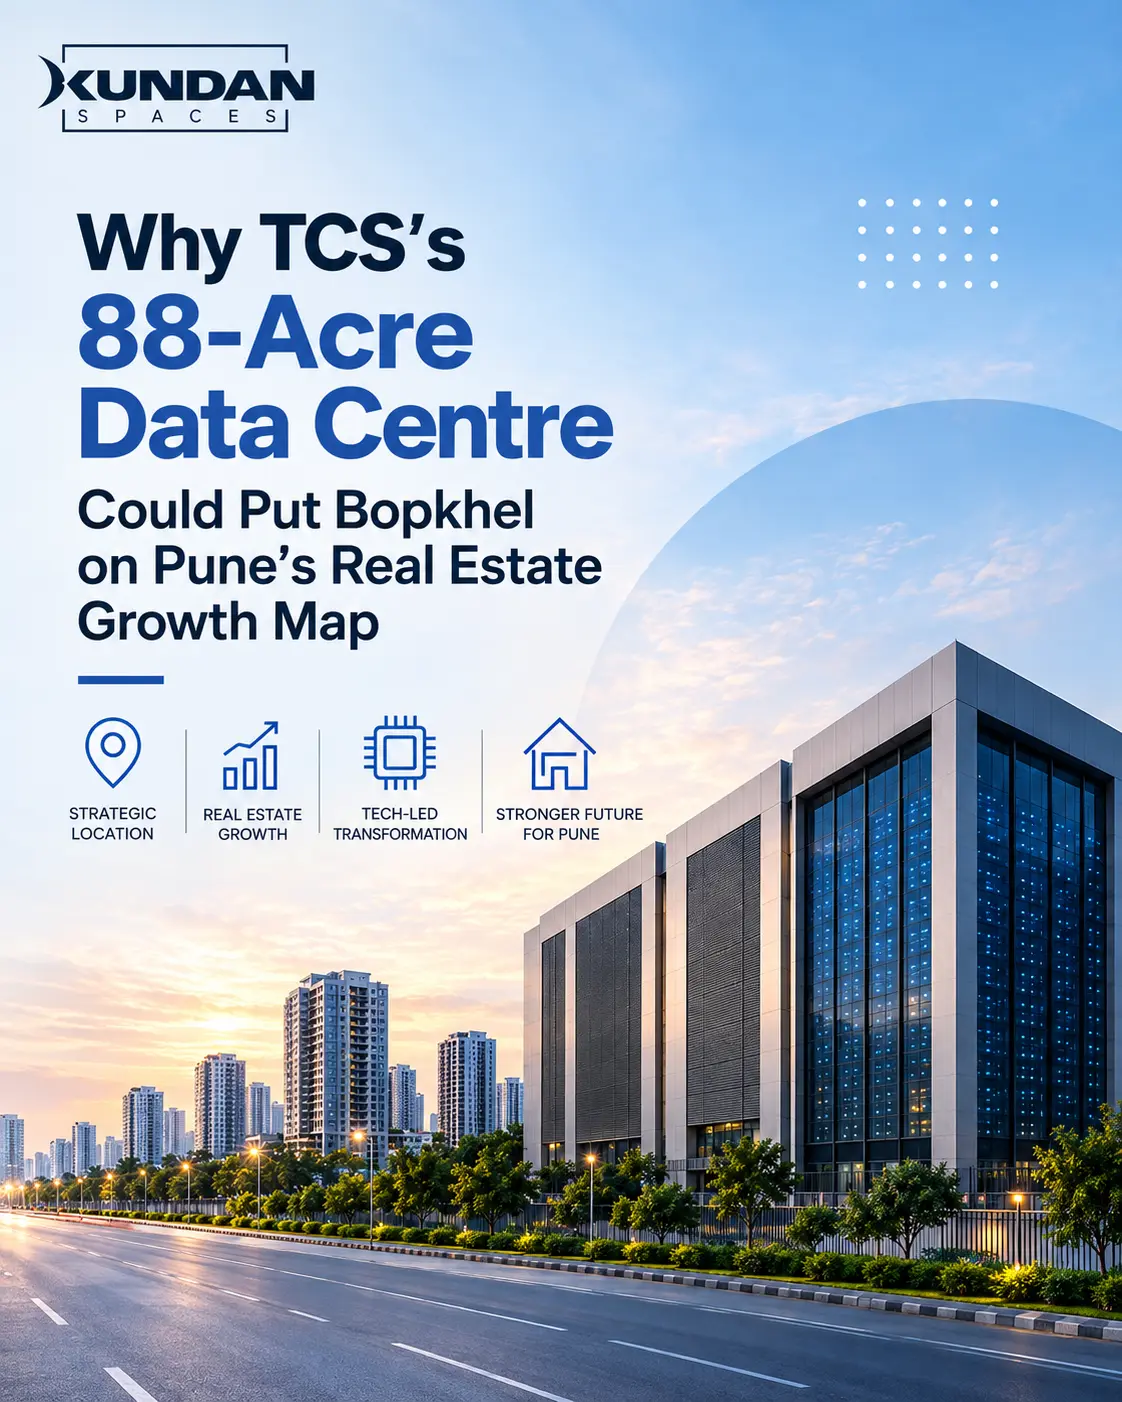 KUNDAN
SPACES
Why TCS’s
88-Acre
Data Centre
Could Put Bopkhel
on Pune’s Real Estate
Growth Map
STRATEGIC
LOCATION
REAL ESTATE
GROWTH
TECH-LED
TRANSFORMATION
STRONGER FUTURE
FOR PUNE